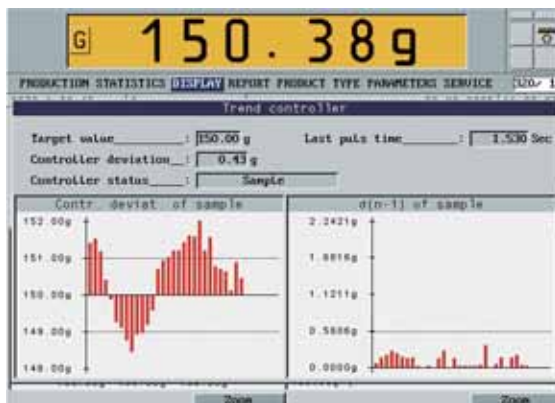 G 150.38g
PRODUCTION STATISTICS DISPLAY REPORT PRODUCT TYPE PARAMETERS SERVICE
Trend controller
Target value : 150.00 g Last puls time : 1.530 Sec
Controller deviation : 0.43 g
Controller status : Sample
Contr. deviat. of sample
σ(n-1) of sample
152.00g
151.00g
150.00g
149.00g
148.00g
2.2421g
1.6816g
1.1211g
0.5606g
0.0000g
Zoom
Zoom